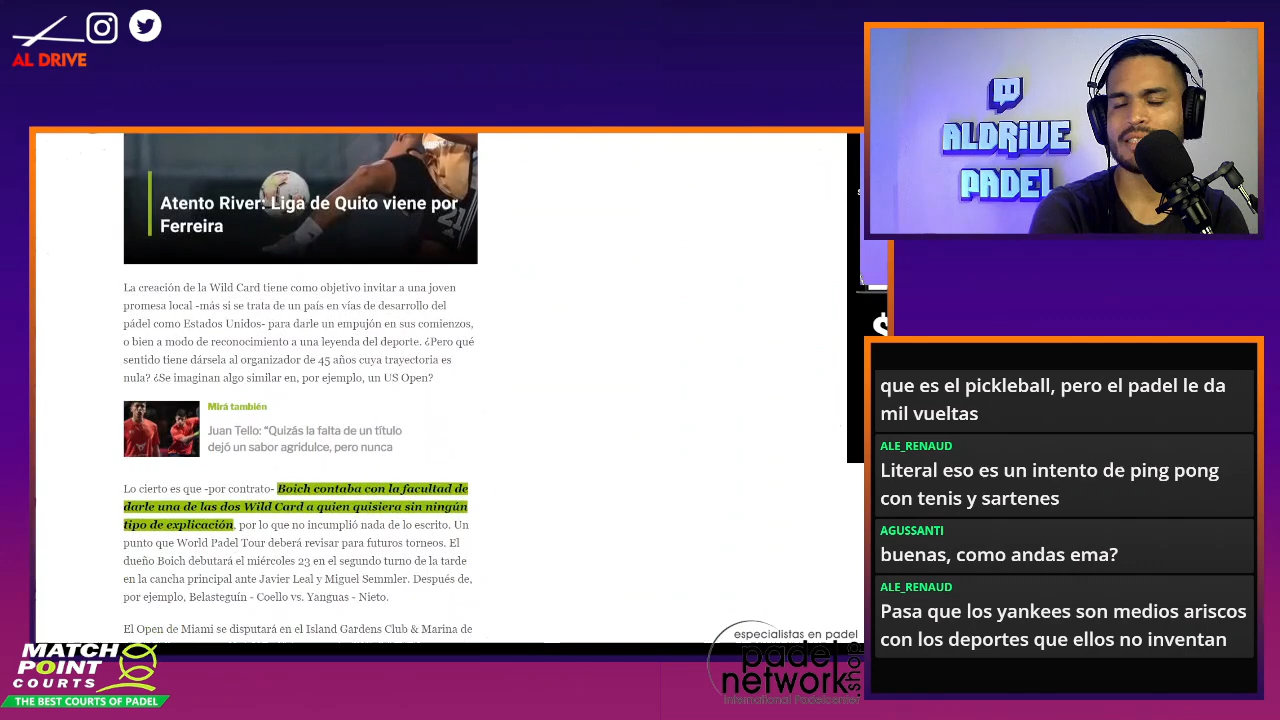 AL DRIVE
Atento River: Liga de Quito viene por
Ferreira
La creación de la Wild Card tiene como objetivo invitar a una joven
promesa local -más si se trata de un país en vías de desarrollo del
pádel como Estados Unidos- para darle un empujón en sus comienzos,
o bien a modo de reconocimiento a una leyenda del deporte. ¿Pero qué
sentido tiene dársela al organizador de 45 años cuya trayectoria es
nula? ¿Se imaginan algo similar en, por ejemplo, un US Open?
Mirá también
Juan Tello: “Quizás la falta de un título
dejó un sabor agridulce, pero nunca
Lo cierto es que -por contrato- Boich contaba con la facultad de
darle una de las dos Wild Card a quien quisiera sin ningún
tipo de explicación, por lo que no incumplió nada de lo escrito. Un
punto que World Padel Tour deberá revisar para futuros torneos. El
dueño Boich debutará el miércoles 23 en el segundo turno de la tarde
en la cancha principal ante Javier Leal y Miguel Semmler. Después de,
por ejemplo, Belasteguín - Coello vs. Yanguas - Nieto.
El Open de Miami se disputará en el Island Gardens Club & Marina de
$
ALDRIVE
PADEL
que es el pickleball, pero el padel le da
mil vueltas
ALE_RENAUD
Literal eso es un intento de ping pong
con tenis y sartenes
AGUSSANTI
buenas, como andas ema?
ALE_RENAUD
Pasa que los yankees son medios ariscos
con los deportes que ellos no inventan
MATCH
POINT
COURTS
THE BEST COURTS OF PADEL
especialistas en padel
padel
network
.shop
International Padelcenter